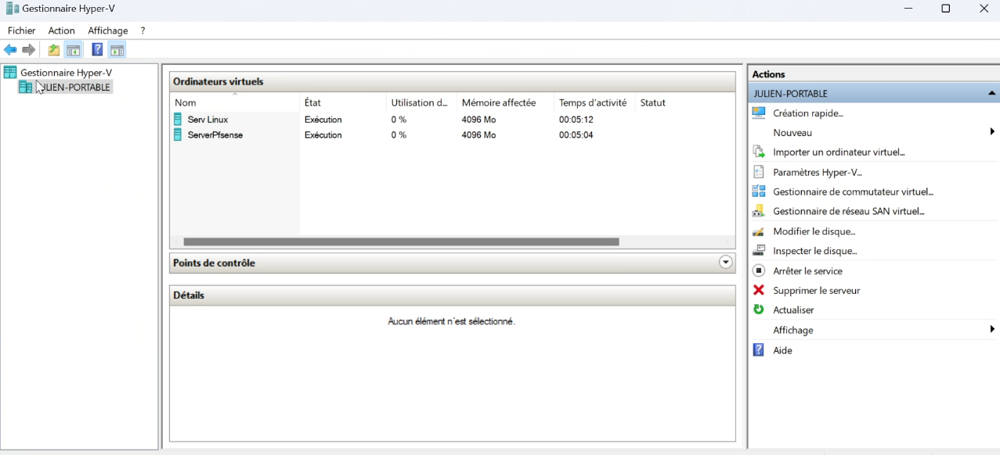 Gestionnaire Hyper-V
Fichier Action Affichage ?
Gestionnaire Hyper-V
JLIEN-PORTABLE
Ordinateurs virtuels
Nom État Utilisation d... Mémoire affectée Temps d'activité Statut
Serv Linux Exécution 0 % 4096 Mo 00:05:12
ServerPfsense Exécution 0 % 4096 Mo 00:05:04
Points de contrôle
Détails
Aucun élément n'est sélectionné.
Actions
JULIEN-PORTABLE
Création rapide...
Nouveau
Importer un ordinateur virtuel...
Paramètres Hyper-V...
Gestionnaire de commutateur virtuel...
Gestionnaire de réseau SAN virtuel...
Modifier le disque...
Inspecter le disque...
Arrêter le service
Supprimer le serveur
Actualiser
Affichage
Aide